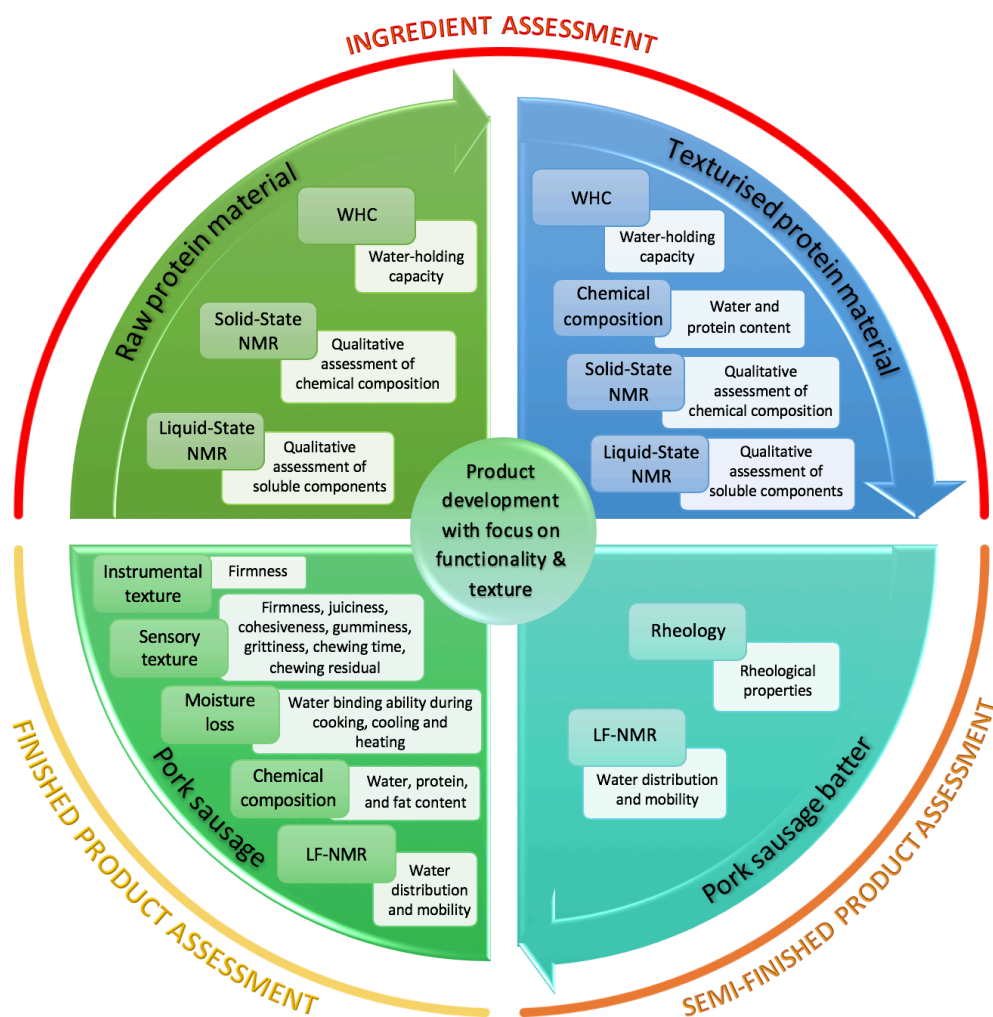 INGREDIENT ASSESSMENT
Raw protein material
WHC
Water-holding
capacity
Solid-State
NMR
Qualitative
assessment of
chemical composition
Liquid-State
NMR
Qualitative
assessment of
soluble components
Texturised protein material
WHC
Water-holding
capacity
Chemical
composition
Water and
protein content
Solid-State
NMR
Qualitative
assessment of
chemical composition
Liquid-State
NMR
Qualitative
assessment of
soluble components
Product
development
with focus on
functionality &
texture
Instrumental
texture
Firmness
Sensory
texture
Firmness, juiciness,
cohesiveness, gumminess,
grittiness, chewing time,
chewing residual
Moisture
loss
Water binding ability during
cooking, cooling and
heating
Chemical
composition
Water, protein,
and fat content
LF-NMR
Water
distribution
and mobility
Pork sausage
FINISHED PRODUCT ASSESSMENT
Rheology
Rheological
properties
LF-NMR
Water distribution
and mobility
Pork sausage batter
SEMI-FINISHED PRODUCT ASSESSMENT